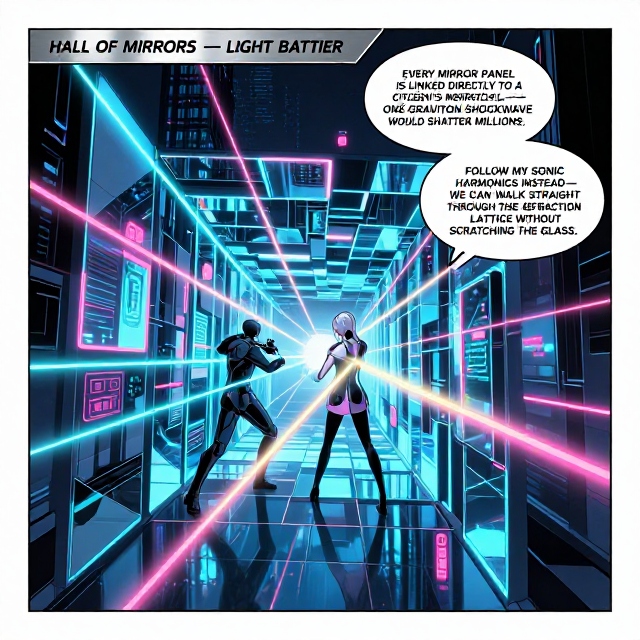 HALL OF MIRRORS — LIGHT BATTIER
EVERY MIRROR PANEL
IS LINKED DIRECTLY TO A
ONE GRAVITON SHOCKWAVE
WOULD SHATTER MILLIONS.
FOLLOW MY SONIC
HARMONICS INSTEAD—
WE CAN WALK STRAIGHT
THROUGH THE
LATTICE WITHOUT
SCRATCHING THE GLASS.